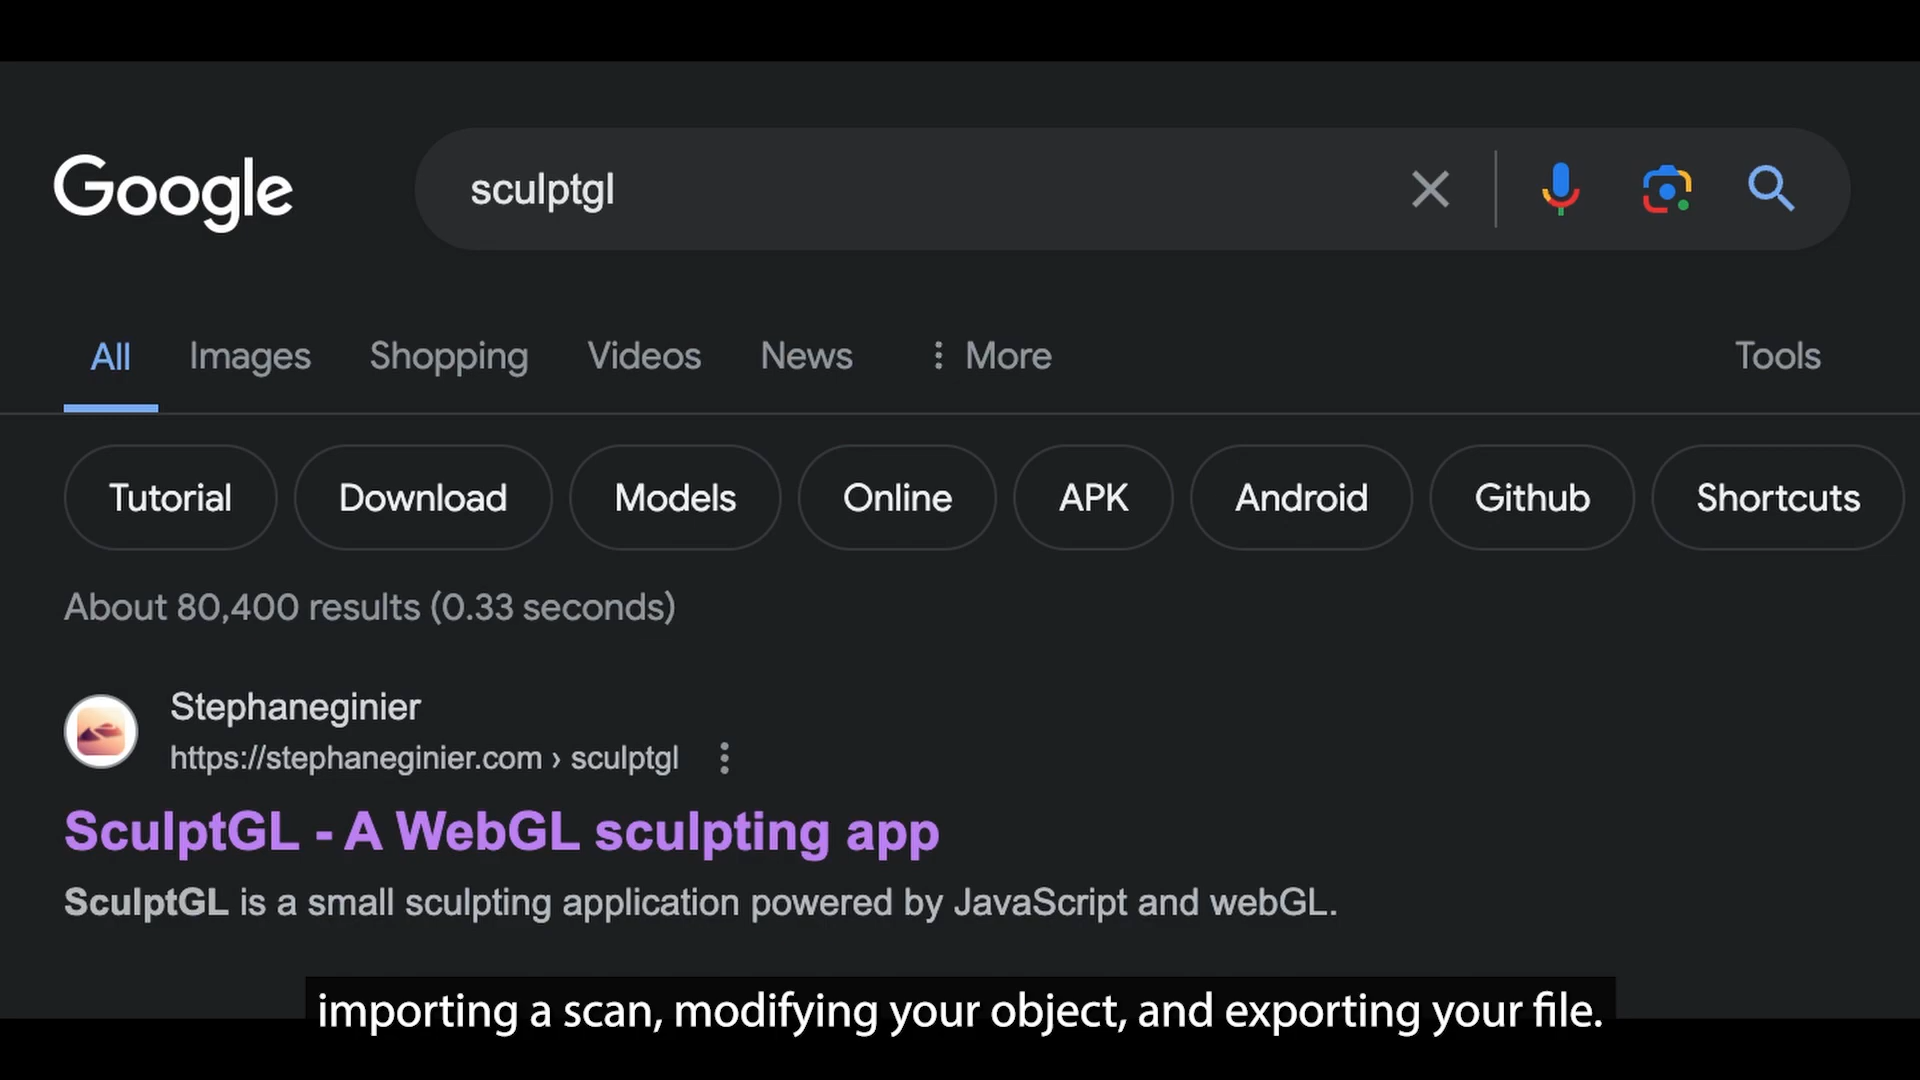 Google
sculptgl
All Images Shopping Videos News More Tools
Tutorial Download Models Online APK Android Github Shortcuts
About 80,400 results (0.33 seconds)
Stephaneginier
https://stephaneginier.com › sculptgl
SculptGL - A WebGL sculpting app
SculptGL is a small sculpting application powered by JavaScript and webGL.
importing a scan, modifying your object, and exporting your file.